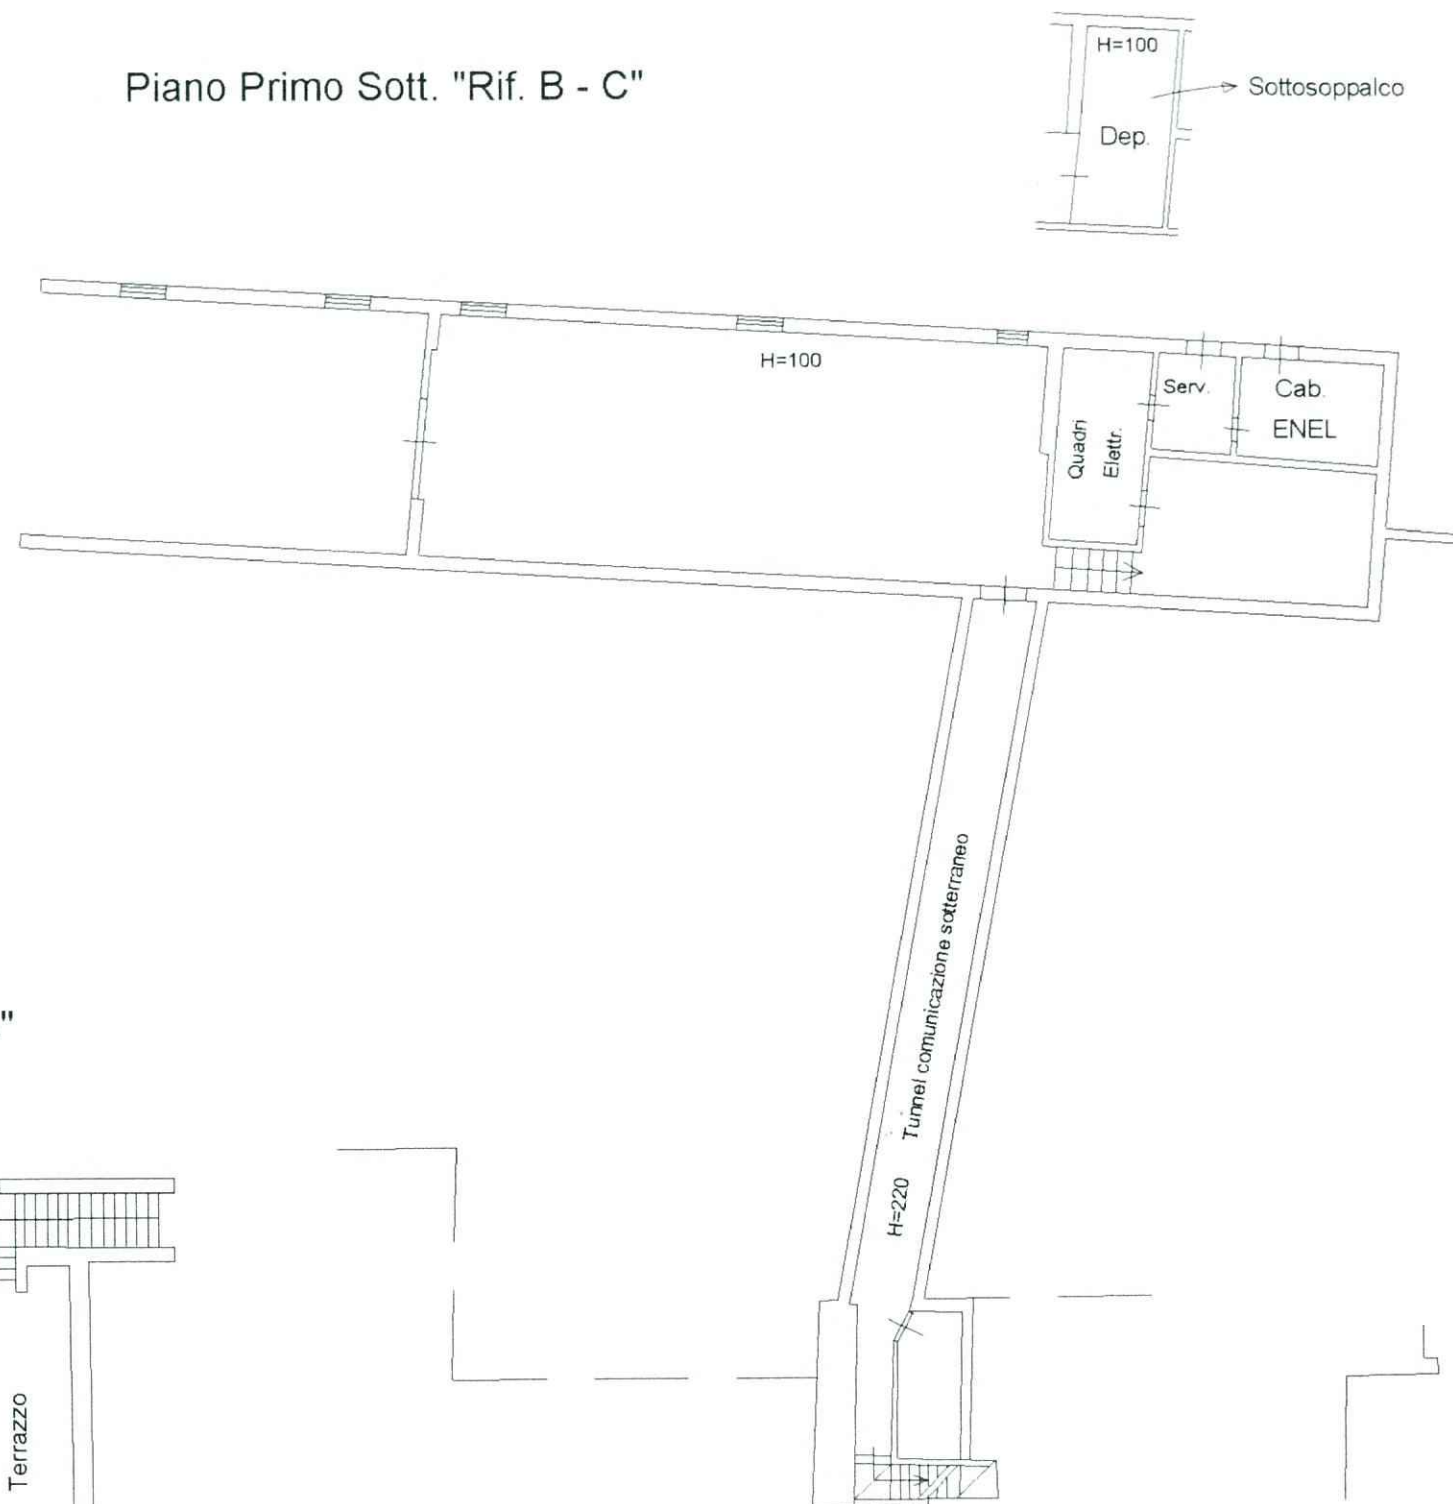 Piano Primo Sott. "Rif. B - C"
H=100
Sottosoppalco
Dep.
H=100
Quadri
Elettr.
Serv.
Cab.
ENEL
Tunnel comunicazione sotterraneo
H=220
"
Terrazzo